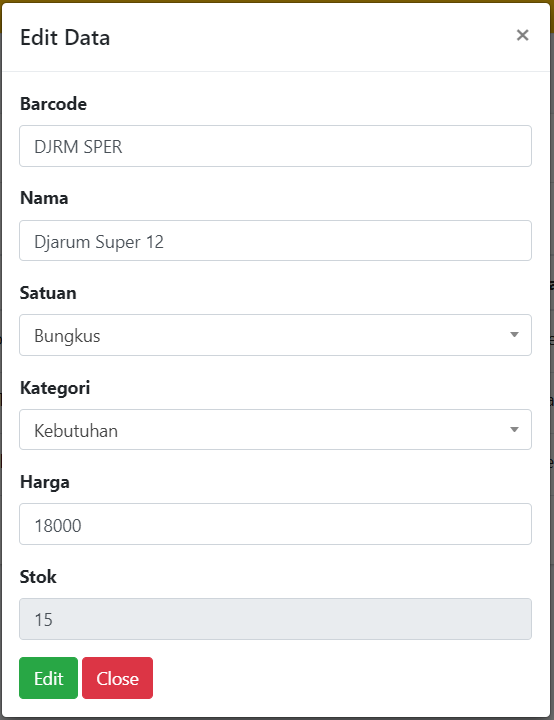 Edit Data
×
Barcode
DJRM SPER
Nama
Djarum Super 12
Satuan
Bungkus
Kategori
Kebutuhan
Harga
18000
Stok
15
Edit Close